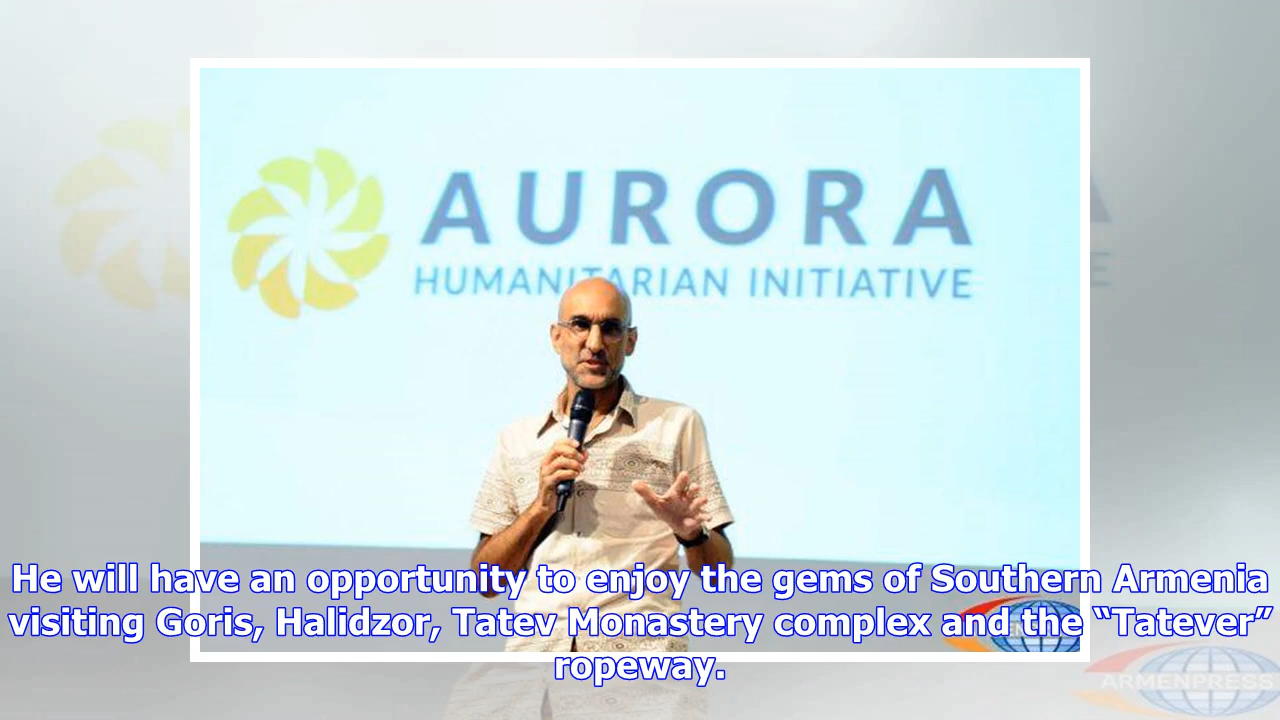 AURORA
HUMANITARIAN INITIATIVE
He will have an opportunity to enjoy the gems of Southern Armenia
visiting Goris, Halidzor, Tatev Monastery complex and the “Tatever”
ropeway.
ARMENPRESS